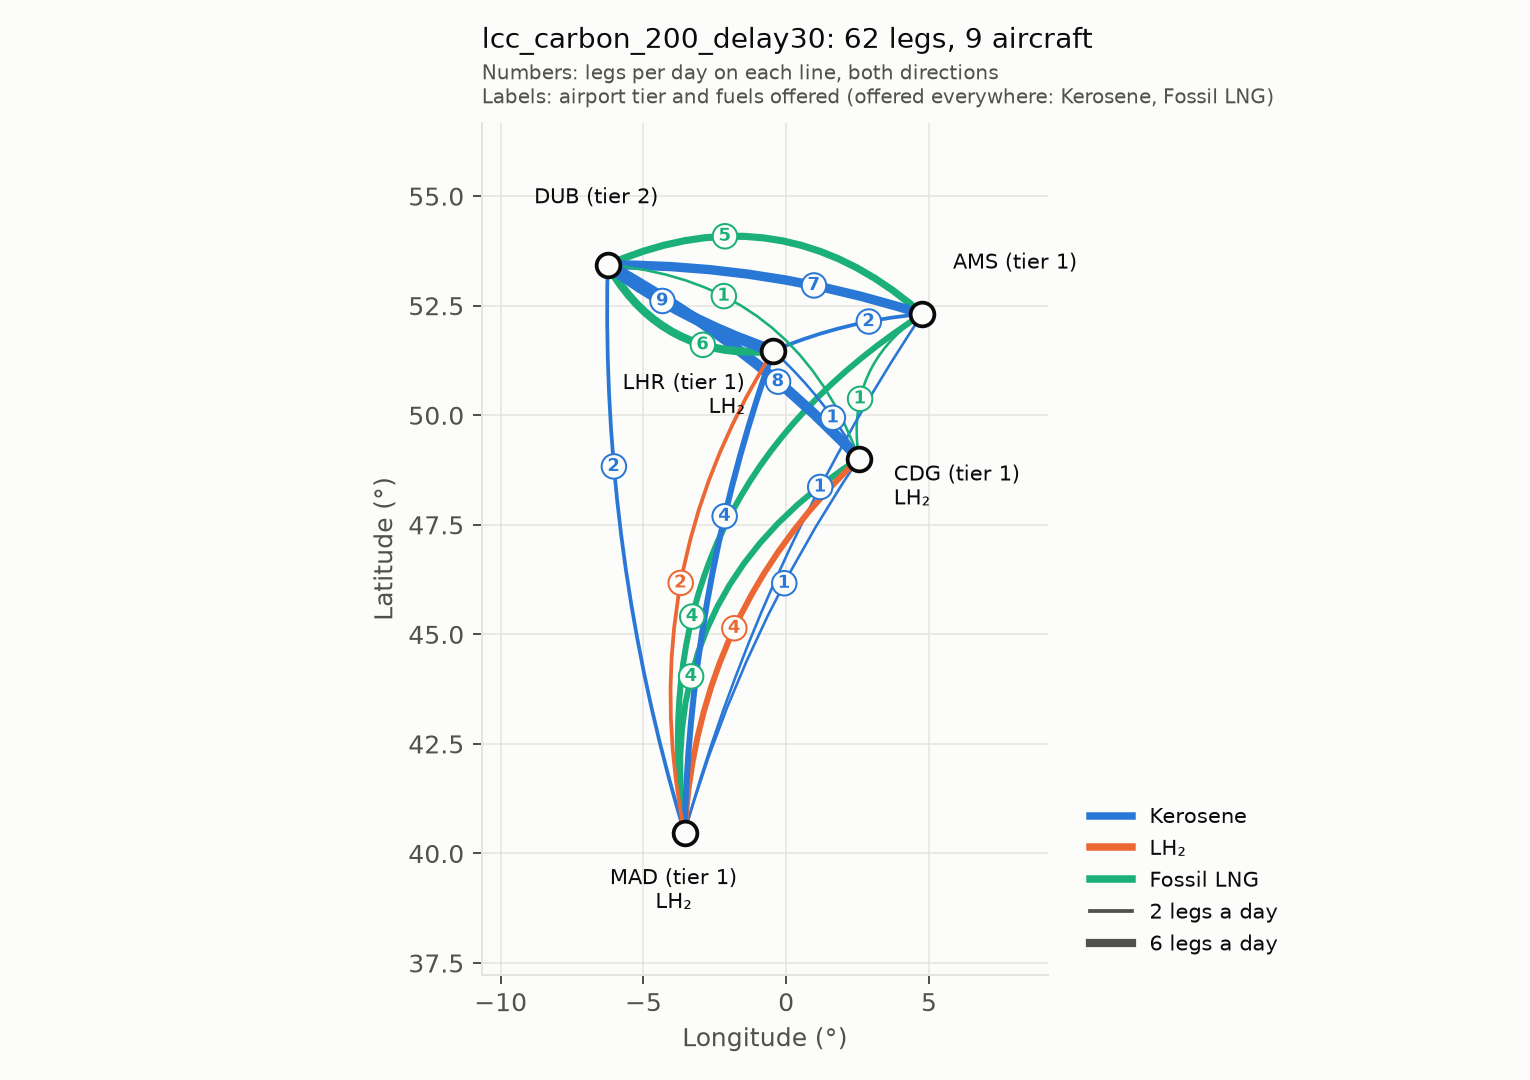 lcc_carbon_200_delay30: 62 legs, 9 aircraft
Numbers: legs per day on each line, both directions
Labels: airport tier and fuels offered (offered everywhere: Kerosene, Fossil LNG)
55.0
52.5
50.0
47.5
45.0
42.5
40.0
37.5
Latitude (°)
DUB (tier 2)
AMS (tier 1)
LHR (tier 1)
LH₂
CDG (tier 1)
LH₂
MAD (tier 1)
LH₂
5
7
1
9
2
6
8
1
1
2
1
4
2
1
4
4
4
−10
−5
0
5
Longitude (°)
Kerosene
LH₂
Fossil LNG
2 legs a day
6 legs a day